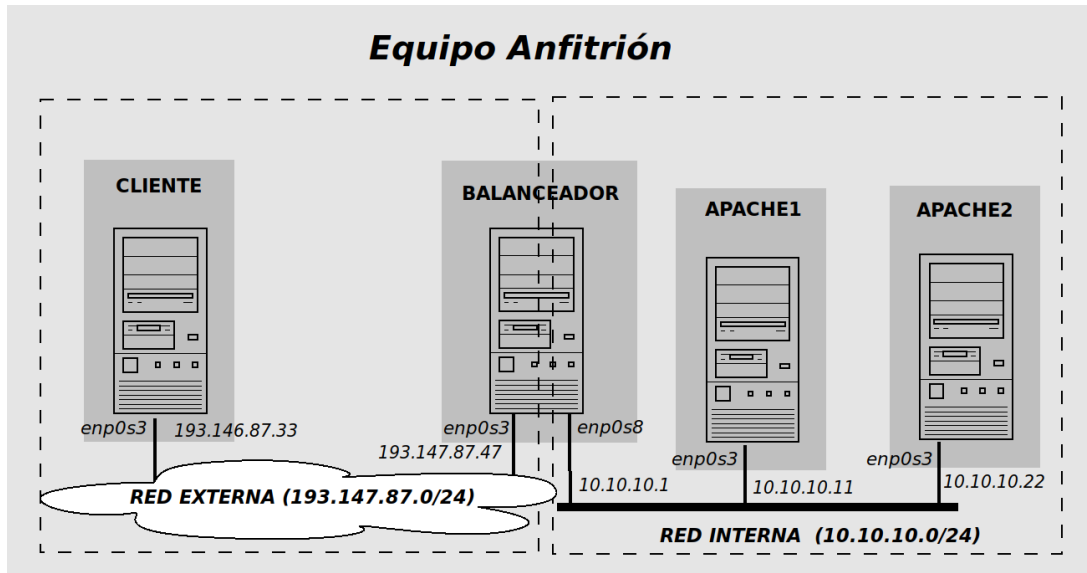 Equipo Anfitrión
CLIENTE
BALANCEADOR
APACHE1
APACHE2
enp0s3
193.146.87.33
enp0s3
enp0s8
193.147.87.47
enp0s3
enp0s3
10.10.10.1
10.10.10.11
10.10.10.22
RED EXTERNA (193.147.87.0/24)
RED INTERNA (10.10.10.0/24)